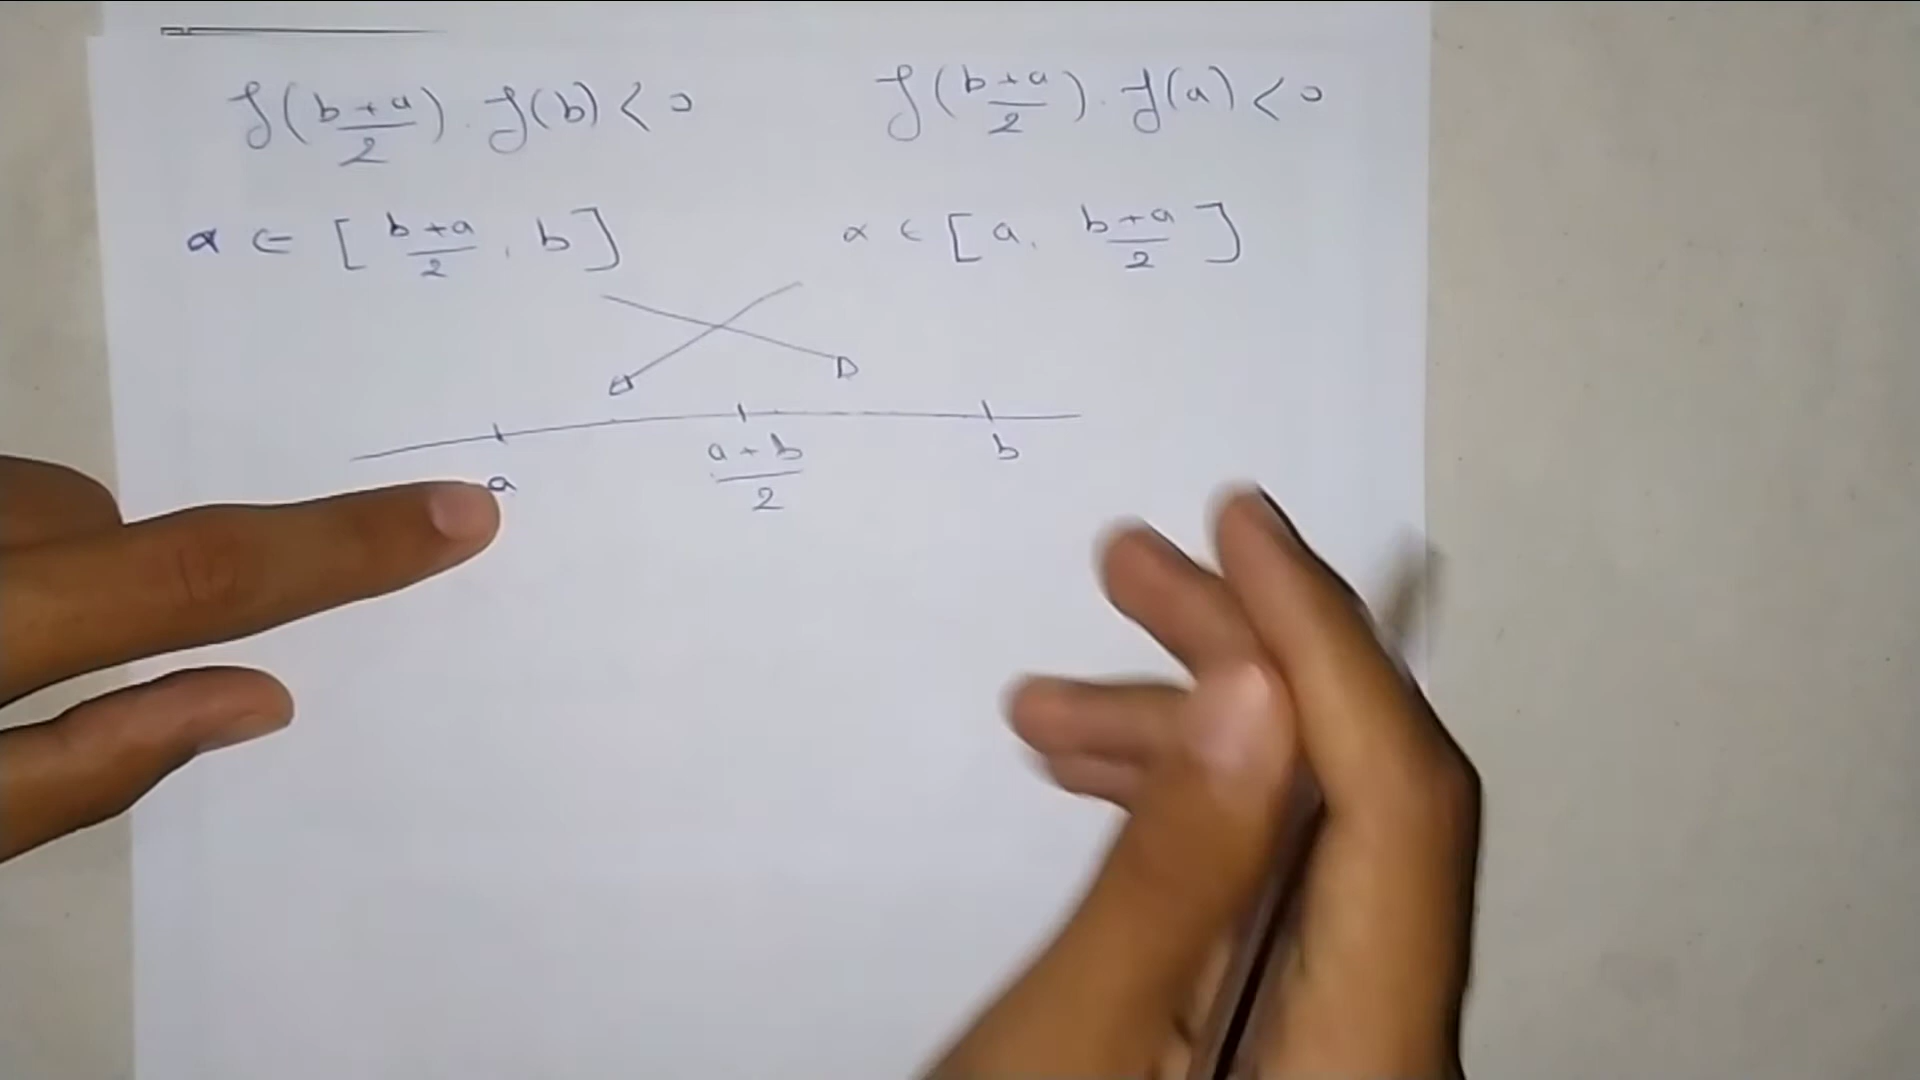 f(b+a/2) . f(b) < 0
f(b+a/2) . f(a) < 0
α ∈ [b+a/2, b]
α ∈ [a, b+a/2]
a
a+b/2
b